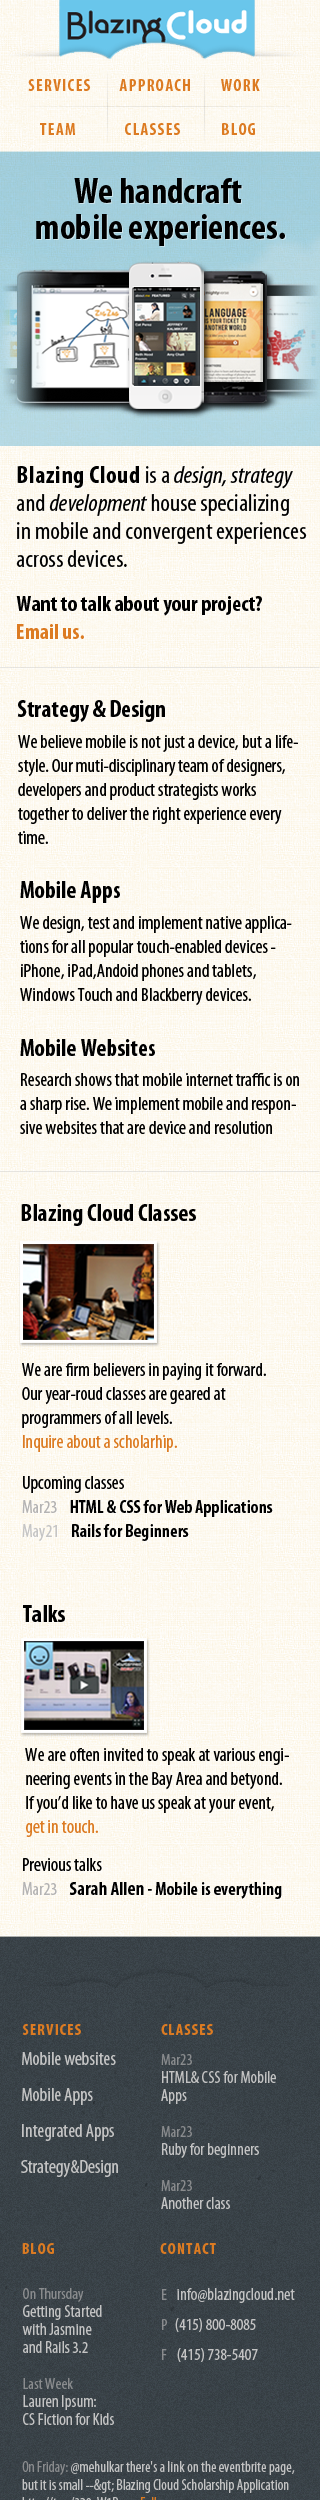 BlazingCloud
SERVICES APPROACH WORK
TEAM CLASSES BLOG
We handcraft
mobile experiences.
LANGUAGE
IS YOUR TICKET TO
ANOTHER WORLD
Blazing Cloud is a design, strategy
and development house specializing
in mobile and convergent experiences
across devices.
Want to talk about your project?
Email us.
Strategy & Design
We believe mobile is not just a device, but a life-
style. Our muti-disciplinary team of designers,
developers and product strategists works
together to deliver the right experience every
time.
Mobile Apps
We design, test and implement native applica-
tions for all popular touch-enabled devices -
iPhone, iPad,Andoid phones and tablets,
Windows Touch and Blackberry devices.
Mobile Websites
Research shows that mobile internet traffic is on
a sharp rise. We implement mobile and respon-
sive websites that are device and resolution
Blazing Cloud Classes
We are firm believers in paying it forward.
Our year-roud classes are geared at
programmers of all levels.
Inquire about a scholarhip.
Upcoming classes
Mar23 HTML & CSS for Web Applications
May21 Rails for Beginners
Talks
We are often invited to speak at various engi-
neering events in the Bay Area and betyond.
If you'd like to have us speak at your event,
get in touch.
Previous talks
Mar23 Sarah Allen - Mobile is everything
SERVICES
Mobile websites
Mobile Apps
Integrated Apps
Strategy&Design
CLASSES
Mar23
HTML& CSS for Mobile
Apps
Mar23
Ruby for beginners
Mar23
Another class
BLOG
On Thursday
Getting Started
with Jasmine
and Rails 3.2
Last Week
Lauren Ipsum:
CS Fiction for Kids
CONTACT
E info@blazingcloud.net
P (415) 800-8085
F (415) 738-5407
On Friday: @mehulkar there's a link on the eventbrite page,
but it is small --&gt; Blazing Cloud Scholarship Application